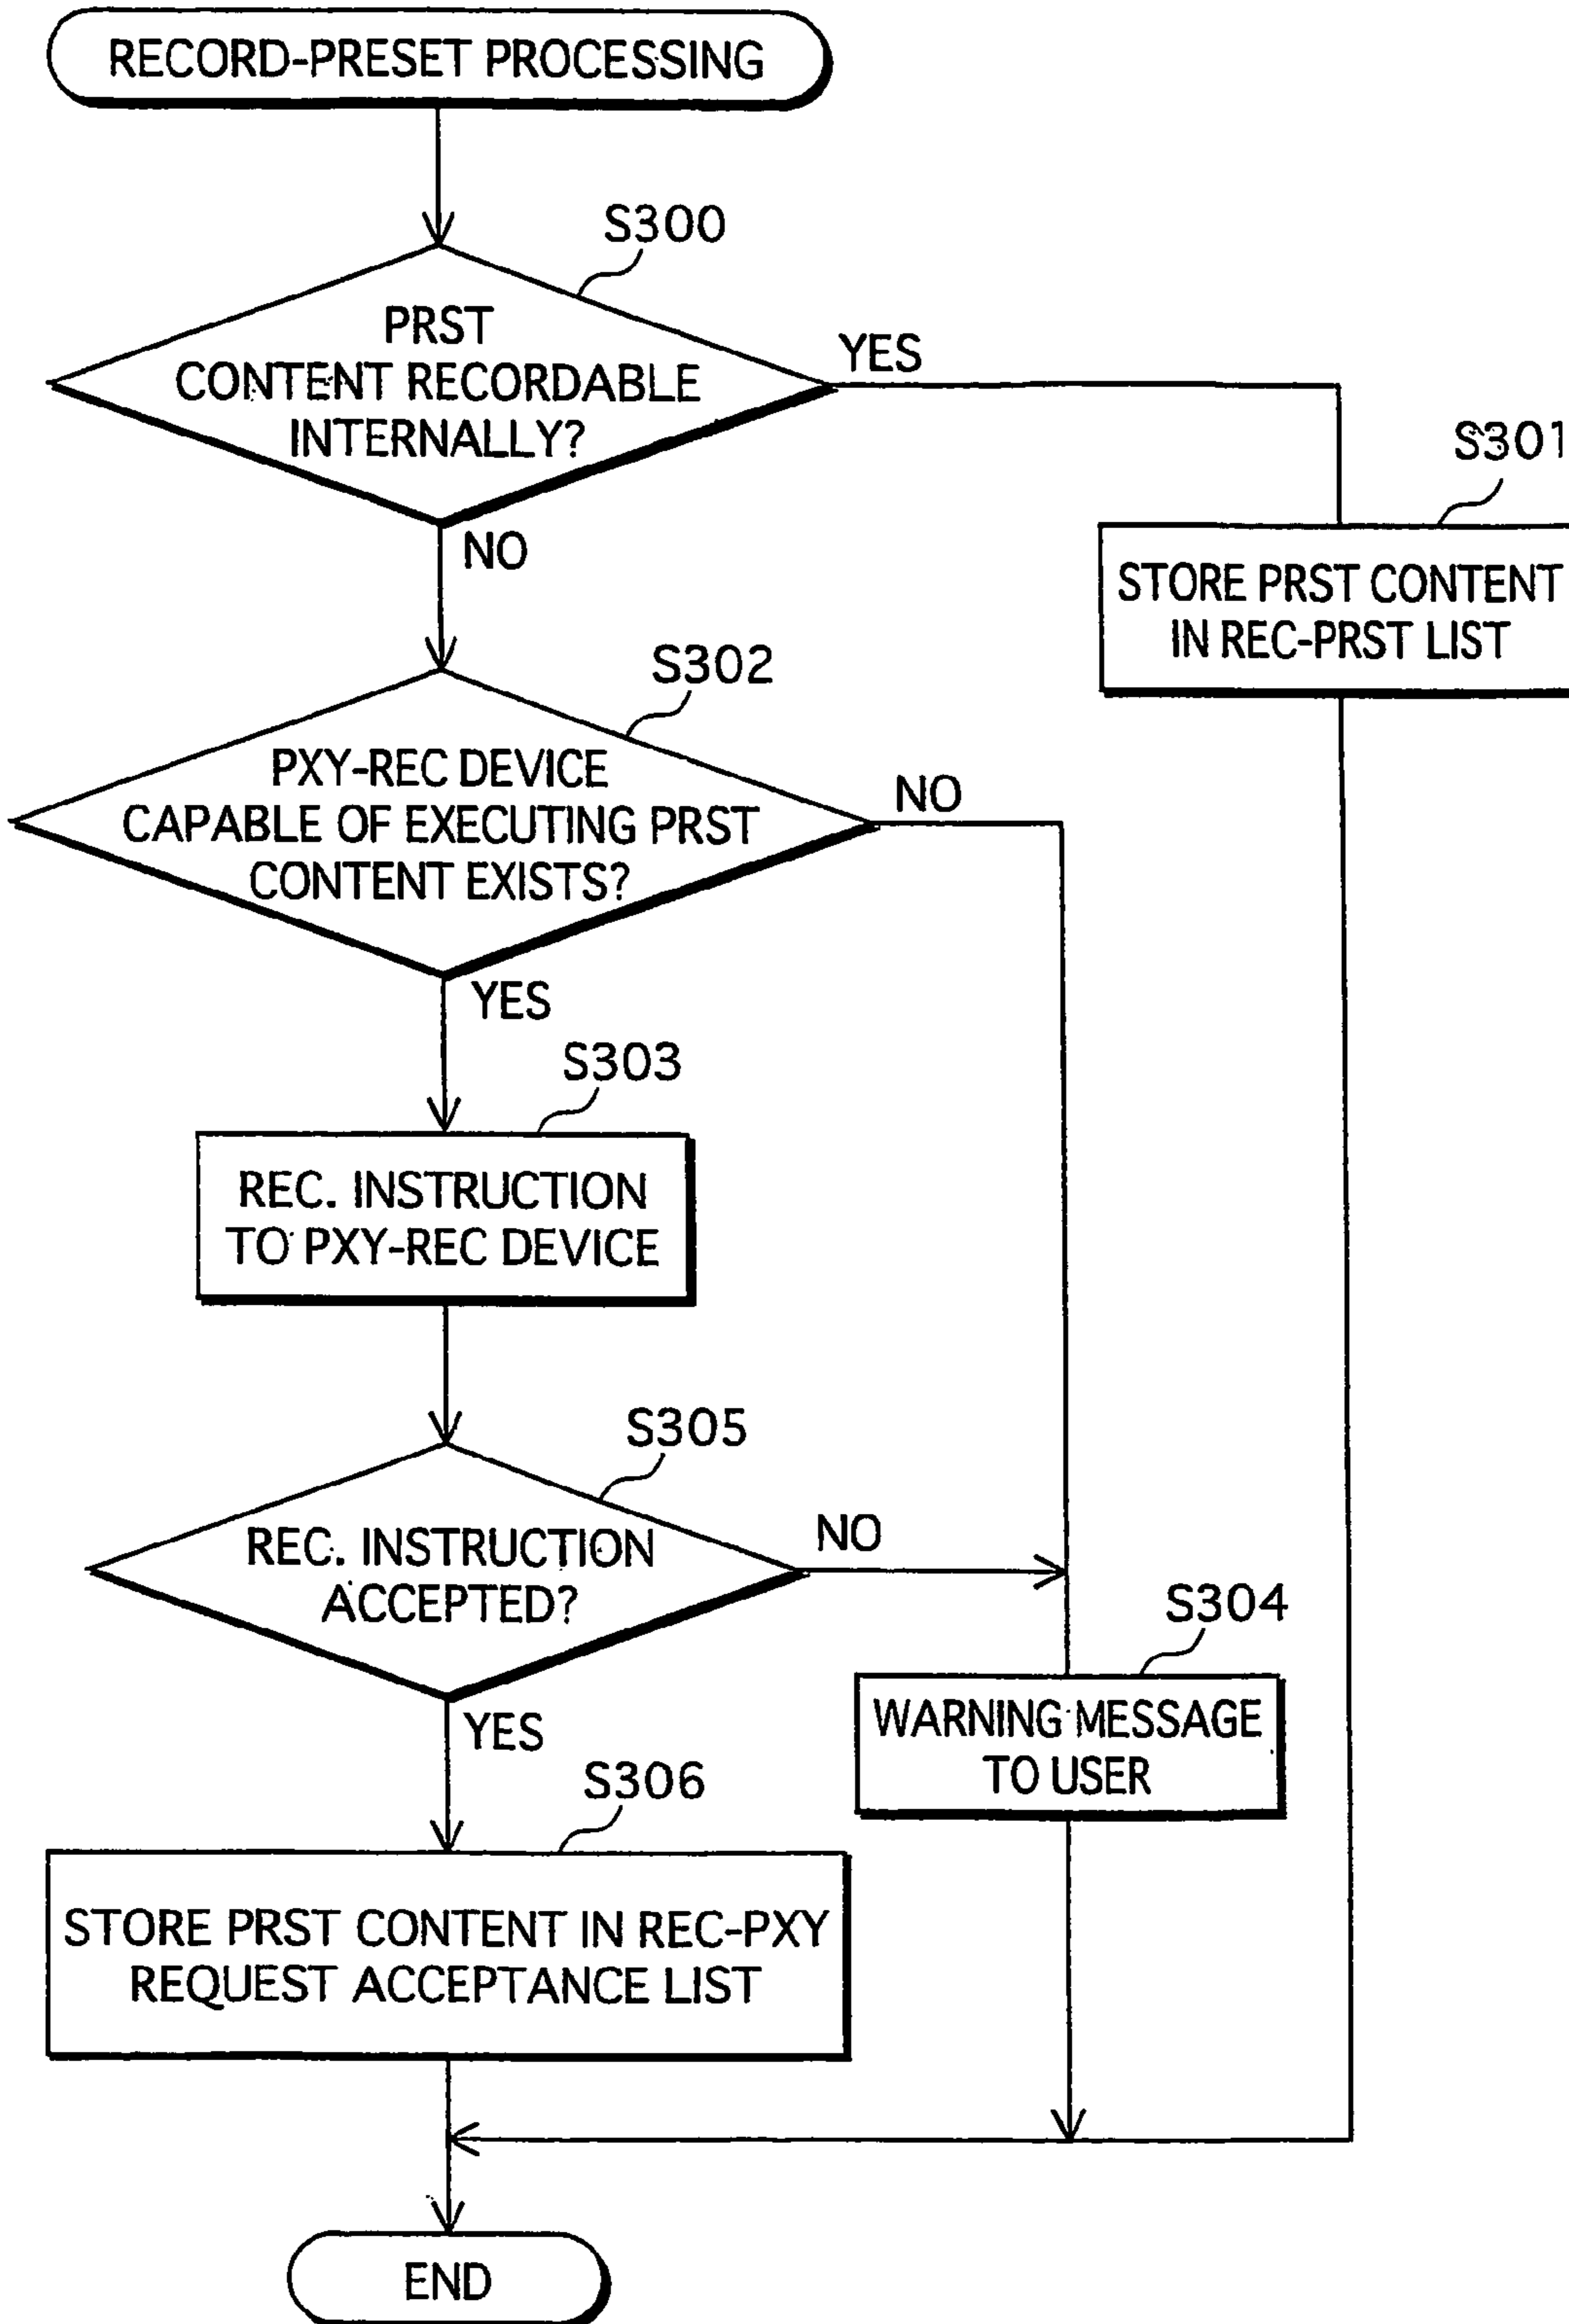 RECORD-PRESET PROCESSING
S300
PRST
CONTENT RECORDABLE
INTERNALLY?
YES
NO
S301
STORE PRST CONTENT
IN REC-PRST LIST
S302
PXY-REC DEVICE
CAPABLE OF EXECUTING PRST
CONTENT EXISTS?
NO
YES
S303
REC. INSTRUCTION
TO PXY-REC DEVICE
S305
REC. INSTRUCTION
ACCEPTED?
NO
YES
S304
WARNING MESSAGE
TO USER
S306
STORE PRST CONTENT IN REC-PXY
REQUEST ACCEPTANCE LIST
END